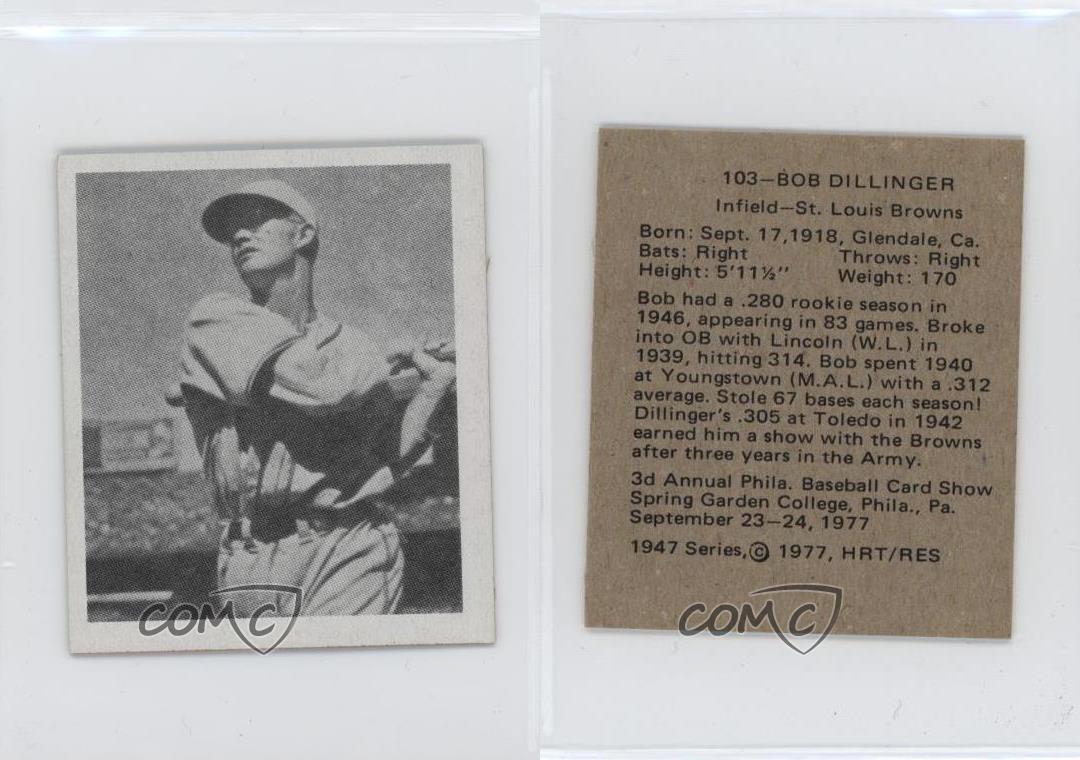 103—BOB DILLINGER
Infield—St. Louis Browns
Born: Sept. 17,1918, Glendale, Ca.
Bats: Right Throws: Right
Height: 5'11½'' Weight: 170
Bob had a .280 rookie season in
1946, appearing in 83 games. Broke
into OB with Lincoln (W.L.) in
1939, hitting 314. Bob spent 1940
at Youngstown (M.A.L.) with a .312
average. Stole 67 bases each season!
Dillinger's .305 at Toledo in 1942
earned him a show with the Browns
after three years in the Army.
3d Annual Phila. Baseball Card Show
Spring Garden College, Phila., Pa.
September 23—24, 1977
1947 Series, © 1977, HRT/RES
COMC
COMC